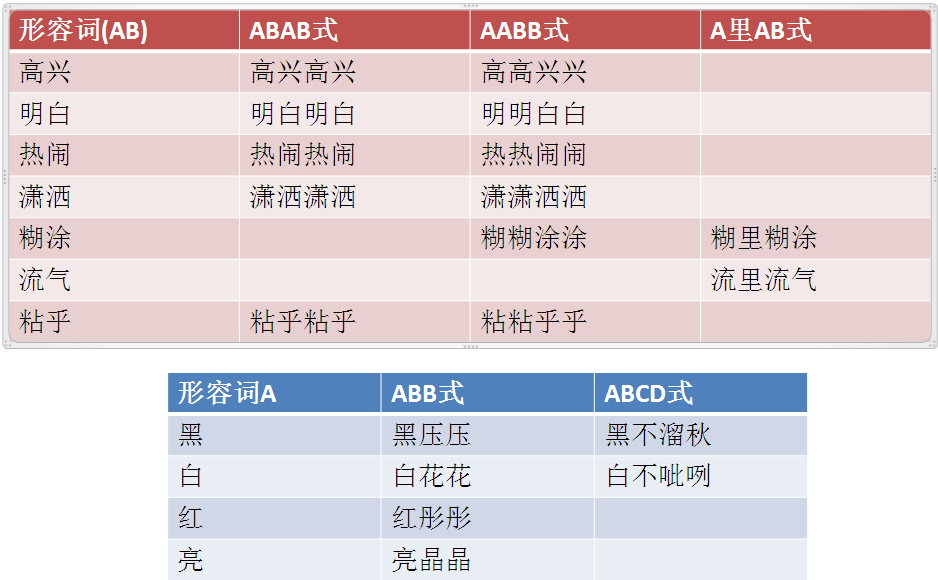 形容词(AB) ABAB式 AABB式 A里AB式
高兴 高兴高兴 高高兴兴
明白 明白明白 明明白白
热闹 热闹热闹 热热闹闹
潇洒 潇洒潇洒 潇潇洒洒
糊涂 糊糊涂涂 糊里糊涂
流气 流里流气
粘乎 粘乎粘乎 粘粘乎乎
形容词A ABB式 ABCD式
黑 黑压压 黑不溜秋
白 白花花 白不呲咧
红 红彤彤
亮 亮晶晶